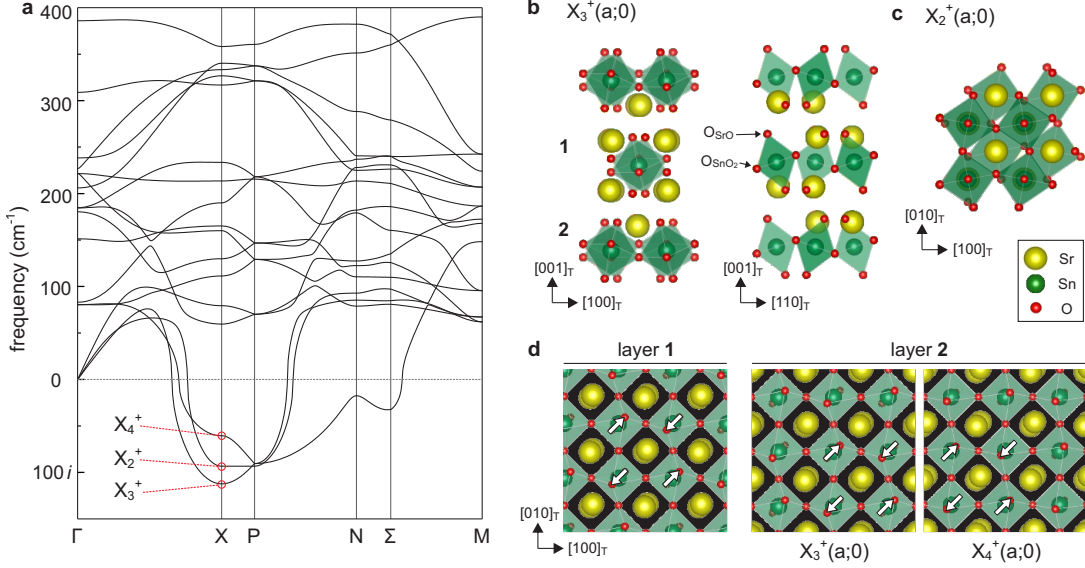 a
400
300
200
100
0
100 i
frequency (cm⁻¹)
X₄⁺
X₂⁺
X₃⁺
Γ
X
P
N
Σ
M
b
X₃⁺(a;0)
1
2
O_SrO
O_SnO₂
[001]_T
[100]_T
[001]_T
[110]_T
c
X₂⁺(a;0)
[010]_T
[100]_T
Sr
Sn
O
d
layer 1
layer 2
[010]_T
[100]_T
X₃⁺(a;0)
X₄⁺(a;0)